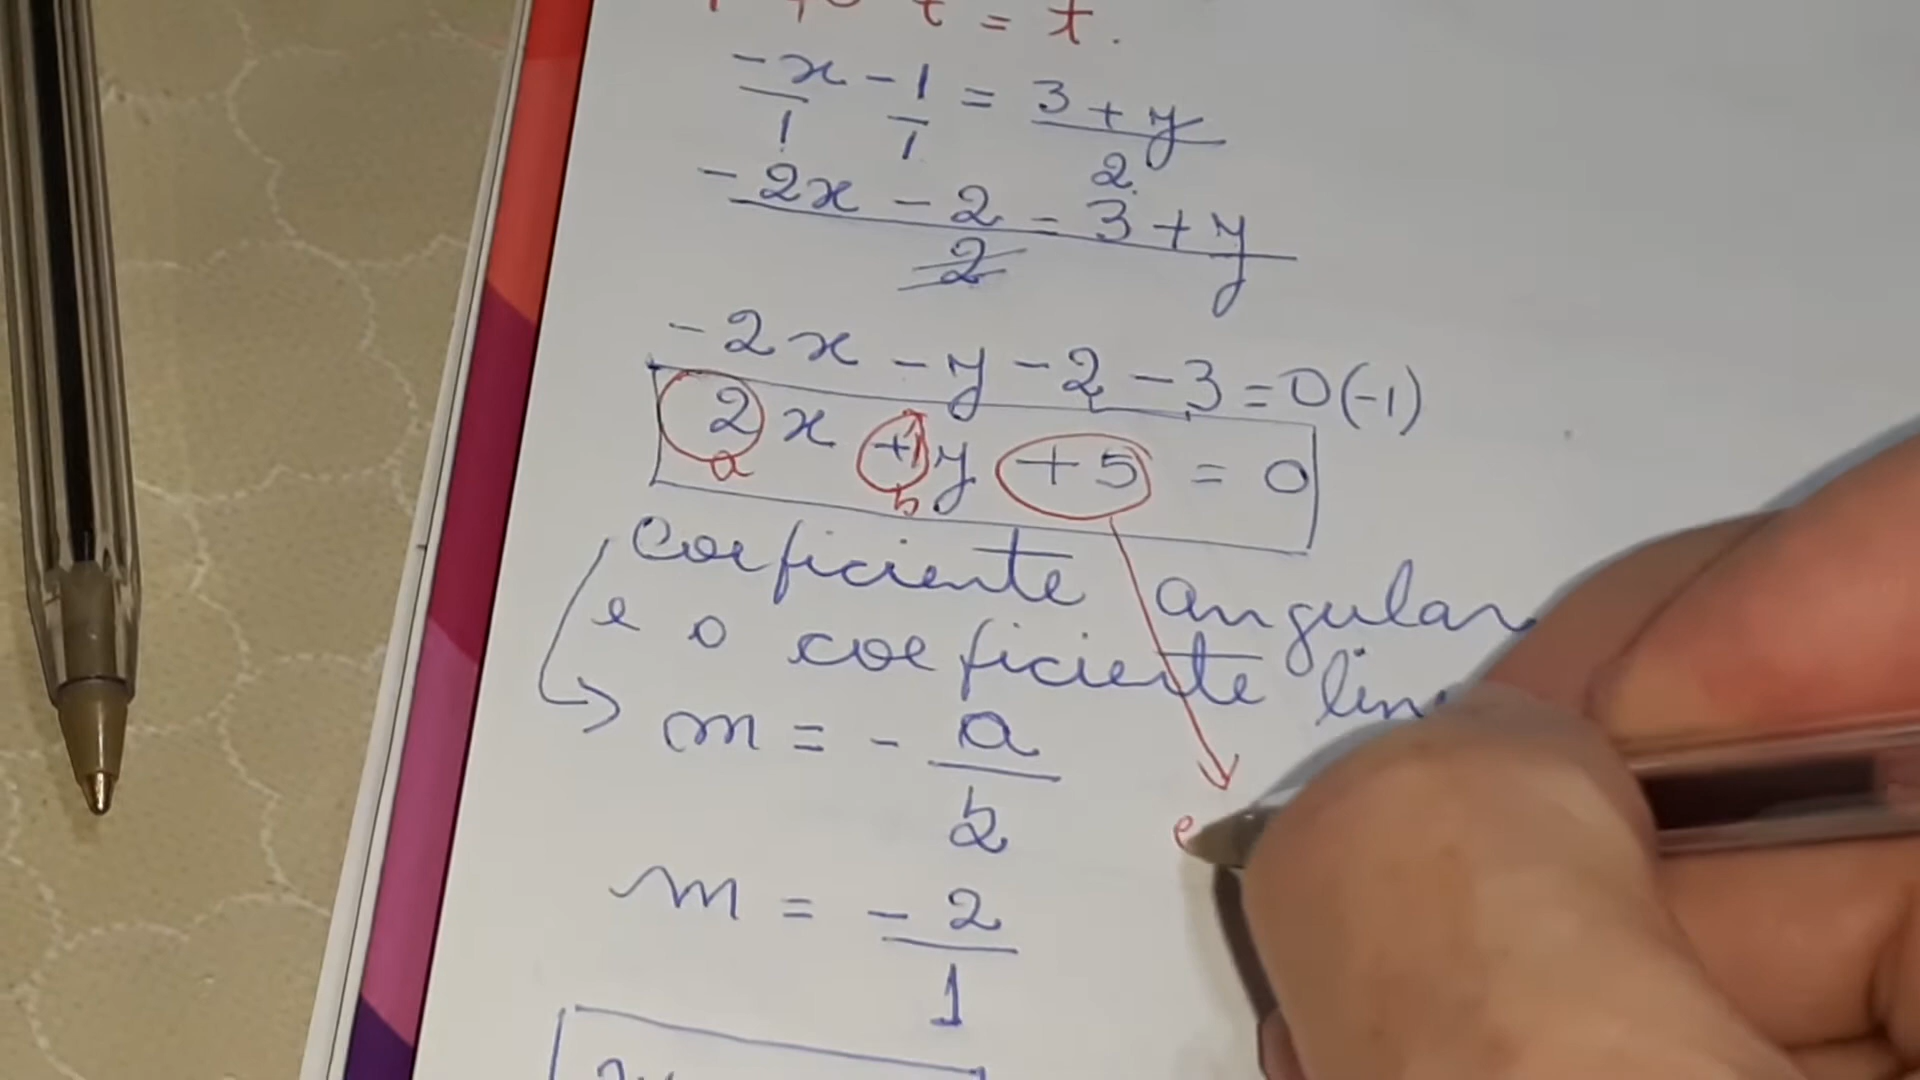 t = t.
-x/1 - 1/1 = (3 + y)/2
(-2x - 2 = 3 + y)/2
-2x - y - 2 - 3 = 0 (-1)
2x + 1y + 5 = 0
a b
coeficiente angular
e o coeficiente lin
m = - a/b
m = - 2/1